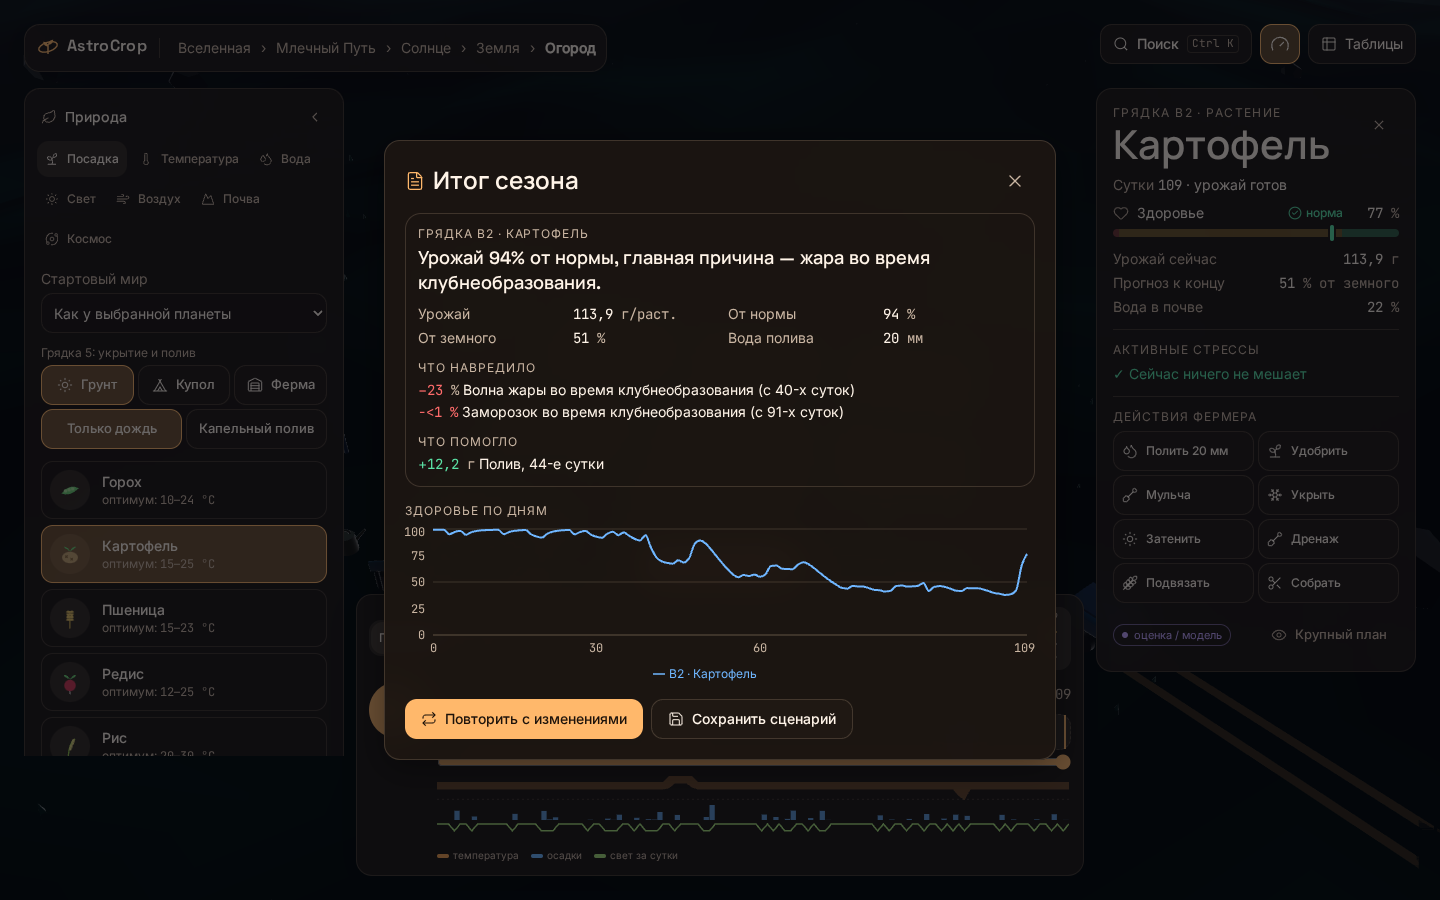 AstroCrop
Вселенная › Млечный Путь › Солнце › Земля › Огород
Поиск Ctrl K
Таблицы
Природа
Посадка
Температура
Вода
Свет
Воздух
Почва
Космос
Стартовый мир
Как у выбранной планеты
Грядка 5: укрытие и полив
Грунт
Купол
Ферма
Только дождь
Капельный полив
Горох
оптимум: 10–24 °C
Картофель
оптимум: 15–25 °C
Пшеница
оптимум: 15–23 °C
Редис
оптимум: 12–25 °C
Рис
оптимум: 20–30 °C
Итог сезона
ГРЯДКА B2 · КАРТОФЕЛЬ
Урожай 94% от нормы, главная причина — жара во время
клубнеобразования.
Урожай 113,9 г/раст. От нормы 94 %
От земного 51 % Вода полива 20 мм
ЧТО НАВРЕДИЛО
−23 % Волна жары во время клубнеобразования (с 40-х суток)
-<1 % Заморозок во время клубнеобразования (с 91-х суток)
ЧТО ПОМОГЛО
+12,2 г Полив, 44-е сутки
ЗДОРОВЬЕ ПО ДНЯМ
100
75
50
25
0
0 30 60 109
B2 · Картофель
Повторить с изменениями
Сохранить сценарий
09
температура осадки свет за сутки
ГРЯДКА B2 · РАСТЕНИЕ
Картофель
Сутки 109 · урожай готов
Здоровье норма 77 %
Урожай сейчас 113,9 г
Прогноз к концу 51 % от земного
Вода в почве 22 %
АКТИВНЫЕ СТРЕССЫ
✓ Сейчас ничего не мешает
ДЕЙСТВИЯ ФЕРМЕРА
Полить 20 мм
Удобрить
Мульча
Укрыть
Затенить
Дренаж
Подвязать
Собрать
оценка / модель
Крупный план